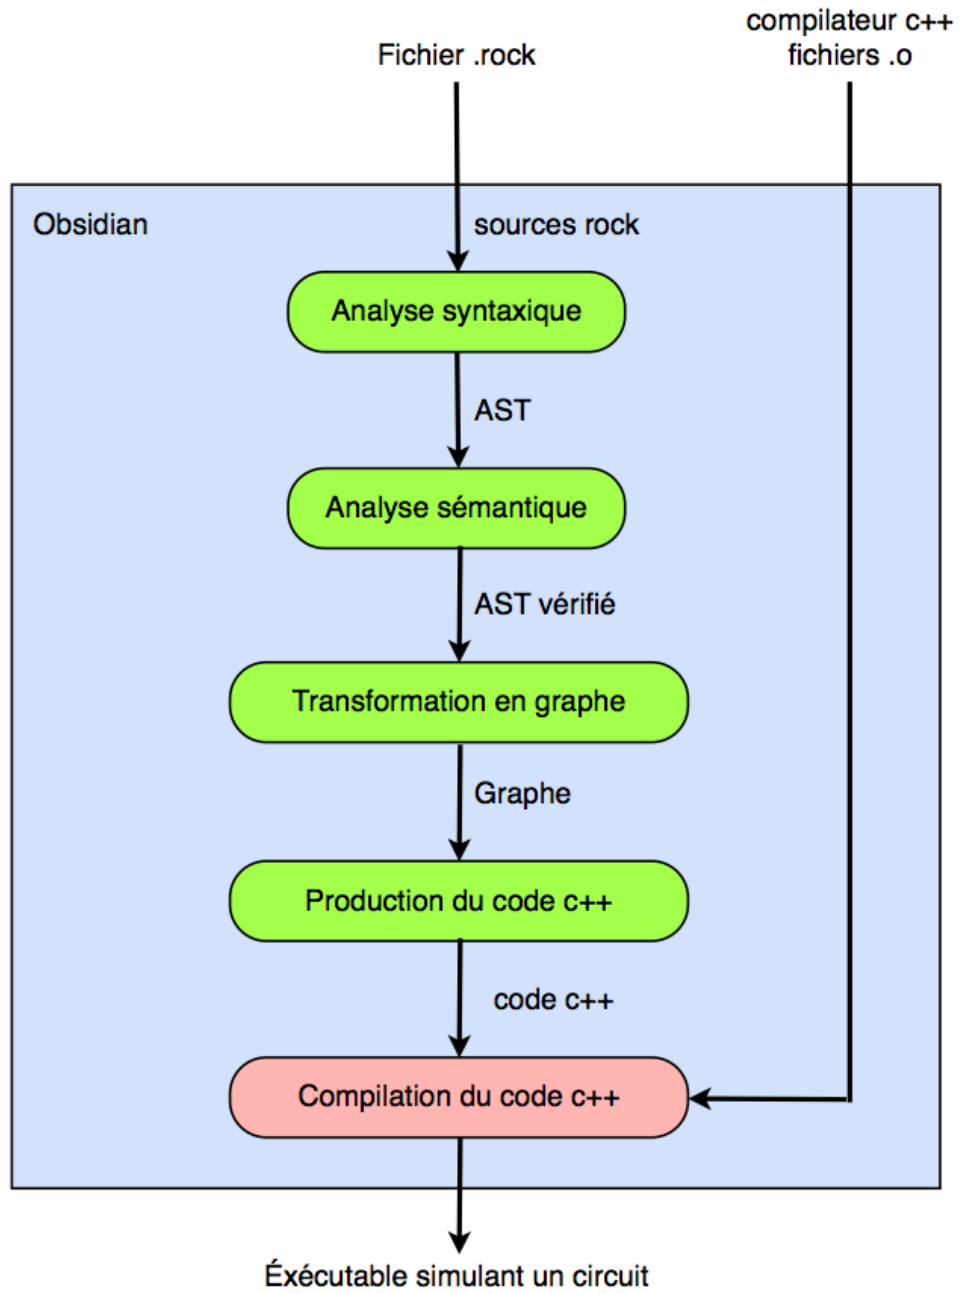 compilateur c++
fichiers .o
Fichier .rock
Obsidian
sources rock
Analyse syntaxique
AST
Analyse sémantique
AST vérifié
Transformation en graphe
Graphe
Production du code c++
code c++
Compilation du code c++
Éxécutable simulant un circuit